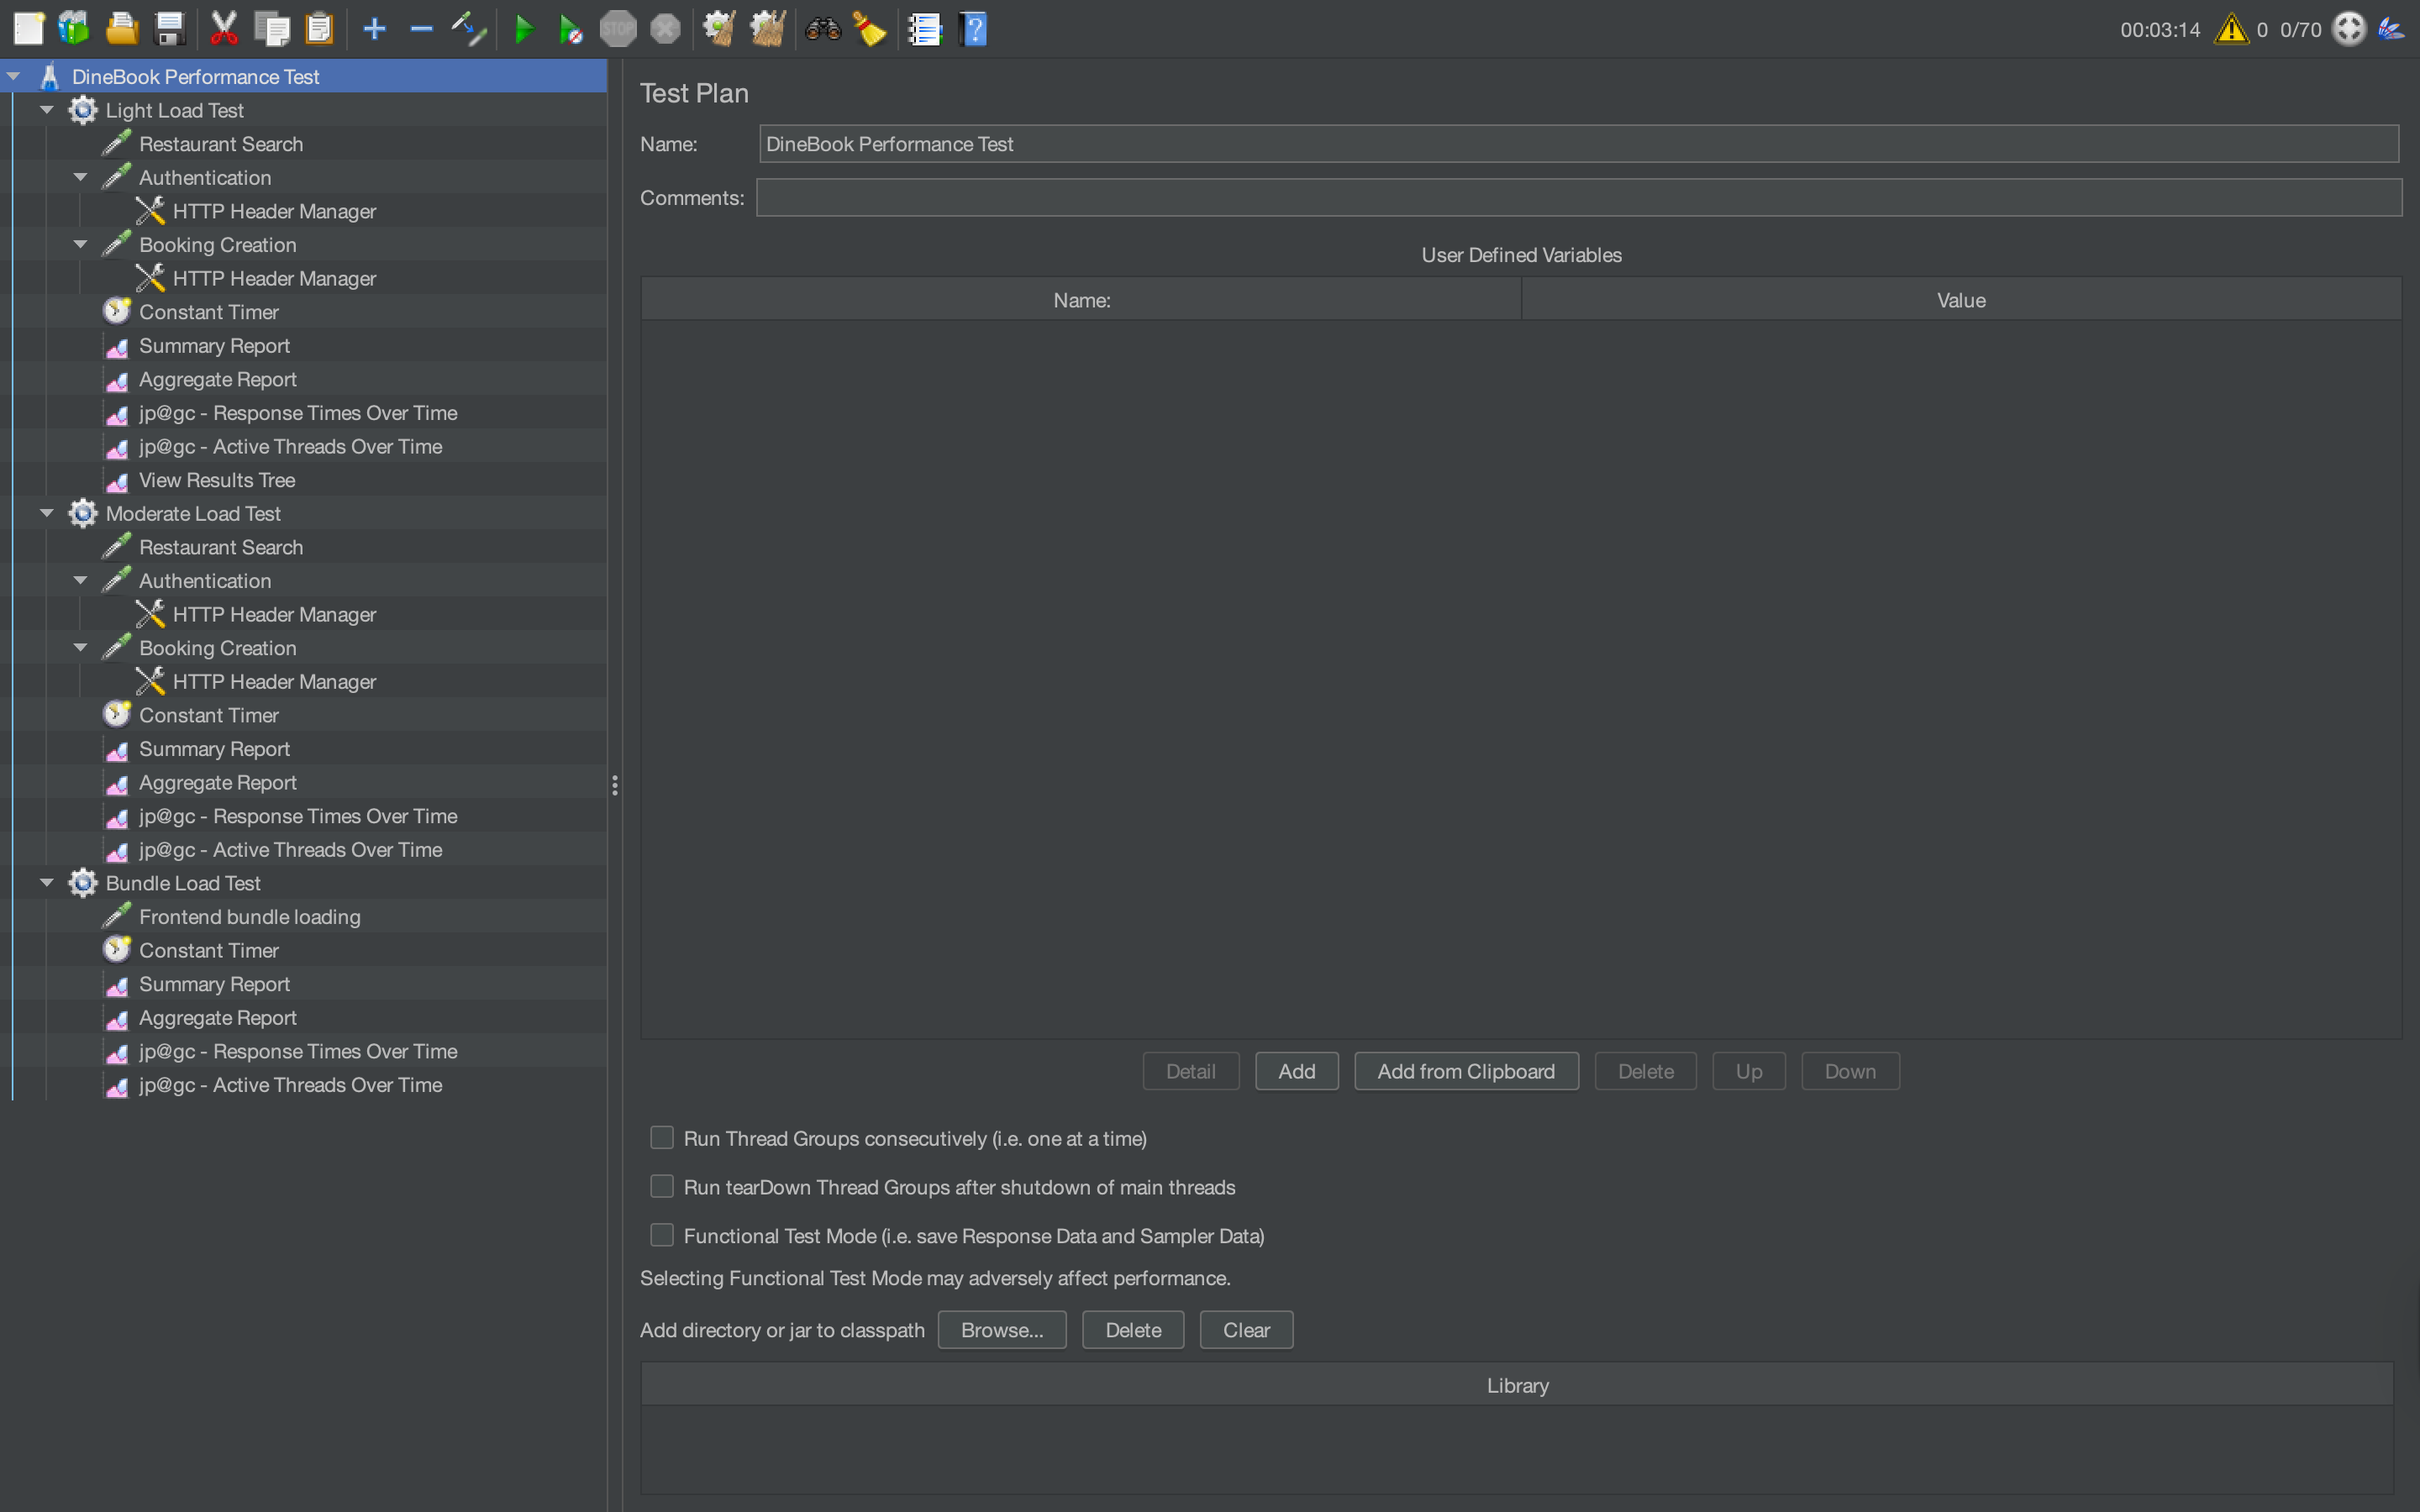 STOP
00:03:14 0 0/70
DineBook Performance Test
Light Load Test
Restaurant Search
Authentication
HTTP Header Manager
Booking Creation
HTTP Header Manager
Constant Timer
Summary Report
Aggregate Report
jp@gc - Response Times Over Time
jp@gc - Active Threads Over Time
View Results Tree
Moderate Load Test
Restaurant Search
Authentication
HTTP Header Manager
Booking Creation
HTTP Header Manager
Constant Timer
Summary Report
Aggregate Report
jp@gc - Response Times Over Time
jp@gc - Active Threads Over Time
Bundle Load Test
Frontend bundle loading
Constant Timer
Summary Report
Aggregate Report
jp@gc - Response Times Over Time
jp@gc - Active Threads Over Time
Test Plan
Name: DineBook Performance Test
Comments:
User Defined Variables
Name: Value
Detail Add Add from Clipboard Delete Up Down
Run Thread Groups consecutively (i.e. one at a time)
Run tearDown Thread Groups after shutdown of main threads
Functional Test Mode (i.e. save Response Data and Sampler Data)
Selecting Functional Test Mode may adversely affect performance.
Add directory or jar to classpath Browse... Delete Clear
Library